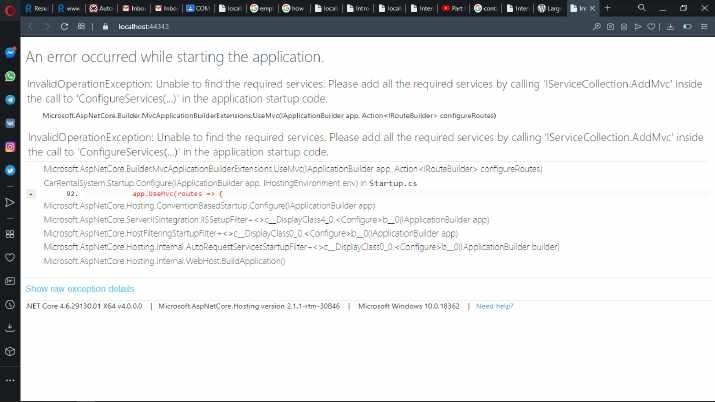 Resu
www.
Auto
Inbo
Inbo
COM
locali
empl
how
locali
Intro
locali
Inter
Part
cont
Inter
Larg
In
localhost:44343
An error occurred while starting the application.
InvalidOperationException: Unable to find the required services. Please add all the required services by calling 'IServiceCollection.AddMvc' inside
the call to 'ConfigureServices(...)' in the application startup code.
Microsoft.AspNetCore.Builder.MvcApplicationBuilderExtensions.UseMvc(IApplicationBuilder app, Action<IRouteBuilder> configureRoutes)
InvalidOperationException: Unable to find the required services. Please add all the required services by calling 'IServiceCollection.AddMvc' inside
the call to 'ConfigureServices(...)' in the application startup code.
Microsoft.AspNetCore.Builder.MvcApplicationBuilderExtensions.UseMvc(IApplicationBuilder app, Action<IRouteBuilder> configureRoutes)
CarRentalSystem.Startup.Configure(IApplicationBuilder app, IHostingEnvironment env) in Startup.cs
92. app.UseMvc(routes => {
Microsoft.AspNetCore.Hosting.ConventionBasedStartup.Configure(IApplicationBuilder app)
Microsoft.AspNetCore.Server.IISIntegration.IISSetupFilter+<>c__DisplayClass4_0.<Configure>b__0(IApplicationBuilder app)
Microsoft.AspNetCore.HostFilteringStartupFilter+<>c__DisplayClass0_0.<Configure>b__0(IApplicationBuilder app)
Microsoft.AspNetCore.Hosting.Internal.AutoRequestServicesStartupFilter+<>c__DisplayClass0_0.<Configure>b__0(IApplicationBuilder builder)
Microsoft.AspNetCore.Hosting.Internal.WebHost.BuildApplication()
Show raw exception details
.NET Core 4.6.29130.01 X64 v4.0.0.0 | Microsoft.AspNetCore.Hosting version 2.1.1-rtm-30846 | Microsoft Windows 10.0.18362 | Need help?